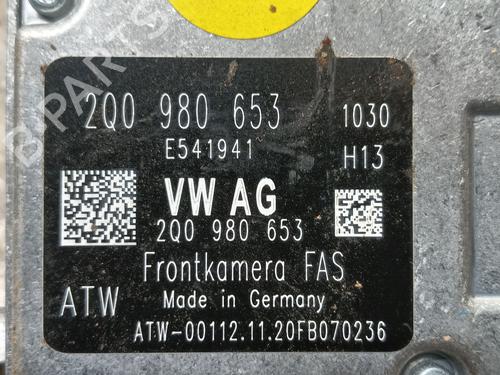 2Q0 980 653 1030
E541941 H13
VW AG
2Q0 980 653
Frontkamera FAS
ATW Made in Germany
ATW-00112.11.20FB070236
B-PARTS